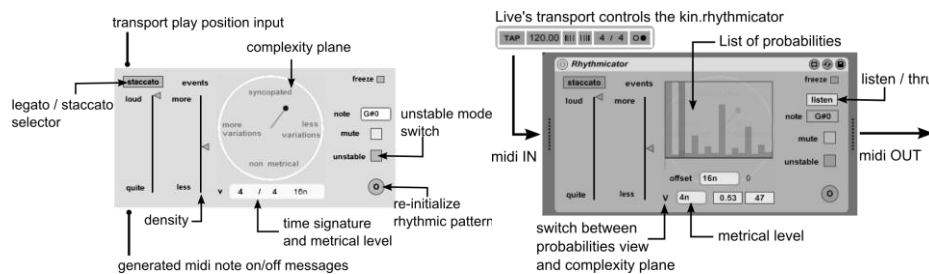 transport play position input
complexity plane
staccato
events
freeze
loud
more
syncopated
legato / staccato
selector
note
G#0
unstable mode
switch
more
variations
less
variations
mute
unstable
non metrical
quite
less
v
4 / 4 16n
O
re-initialize
rhythmic pattern
density
time signature
and metrical level
generated midi note on/off messages
Live's transport controls the kin.rhythmicator
TAP 120.00 4 / 4
List of probabilities
Rhythmicator
staccato
events
freeze
listen / thru
loud
more
listen
note
G#0
mute
midi IN
midi OUT
unstable
offset
16n
0
quite
less
v
4n
0.53
47
O
switch between
probabilities view
and complexity plane
metrical level